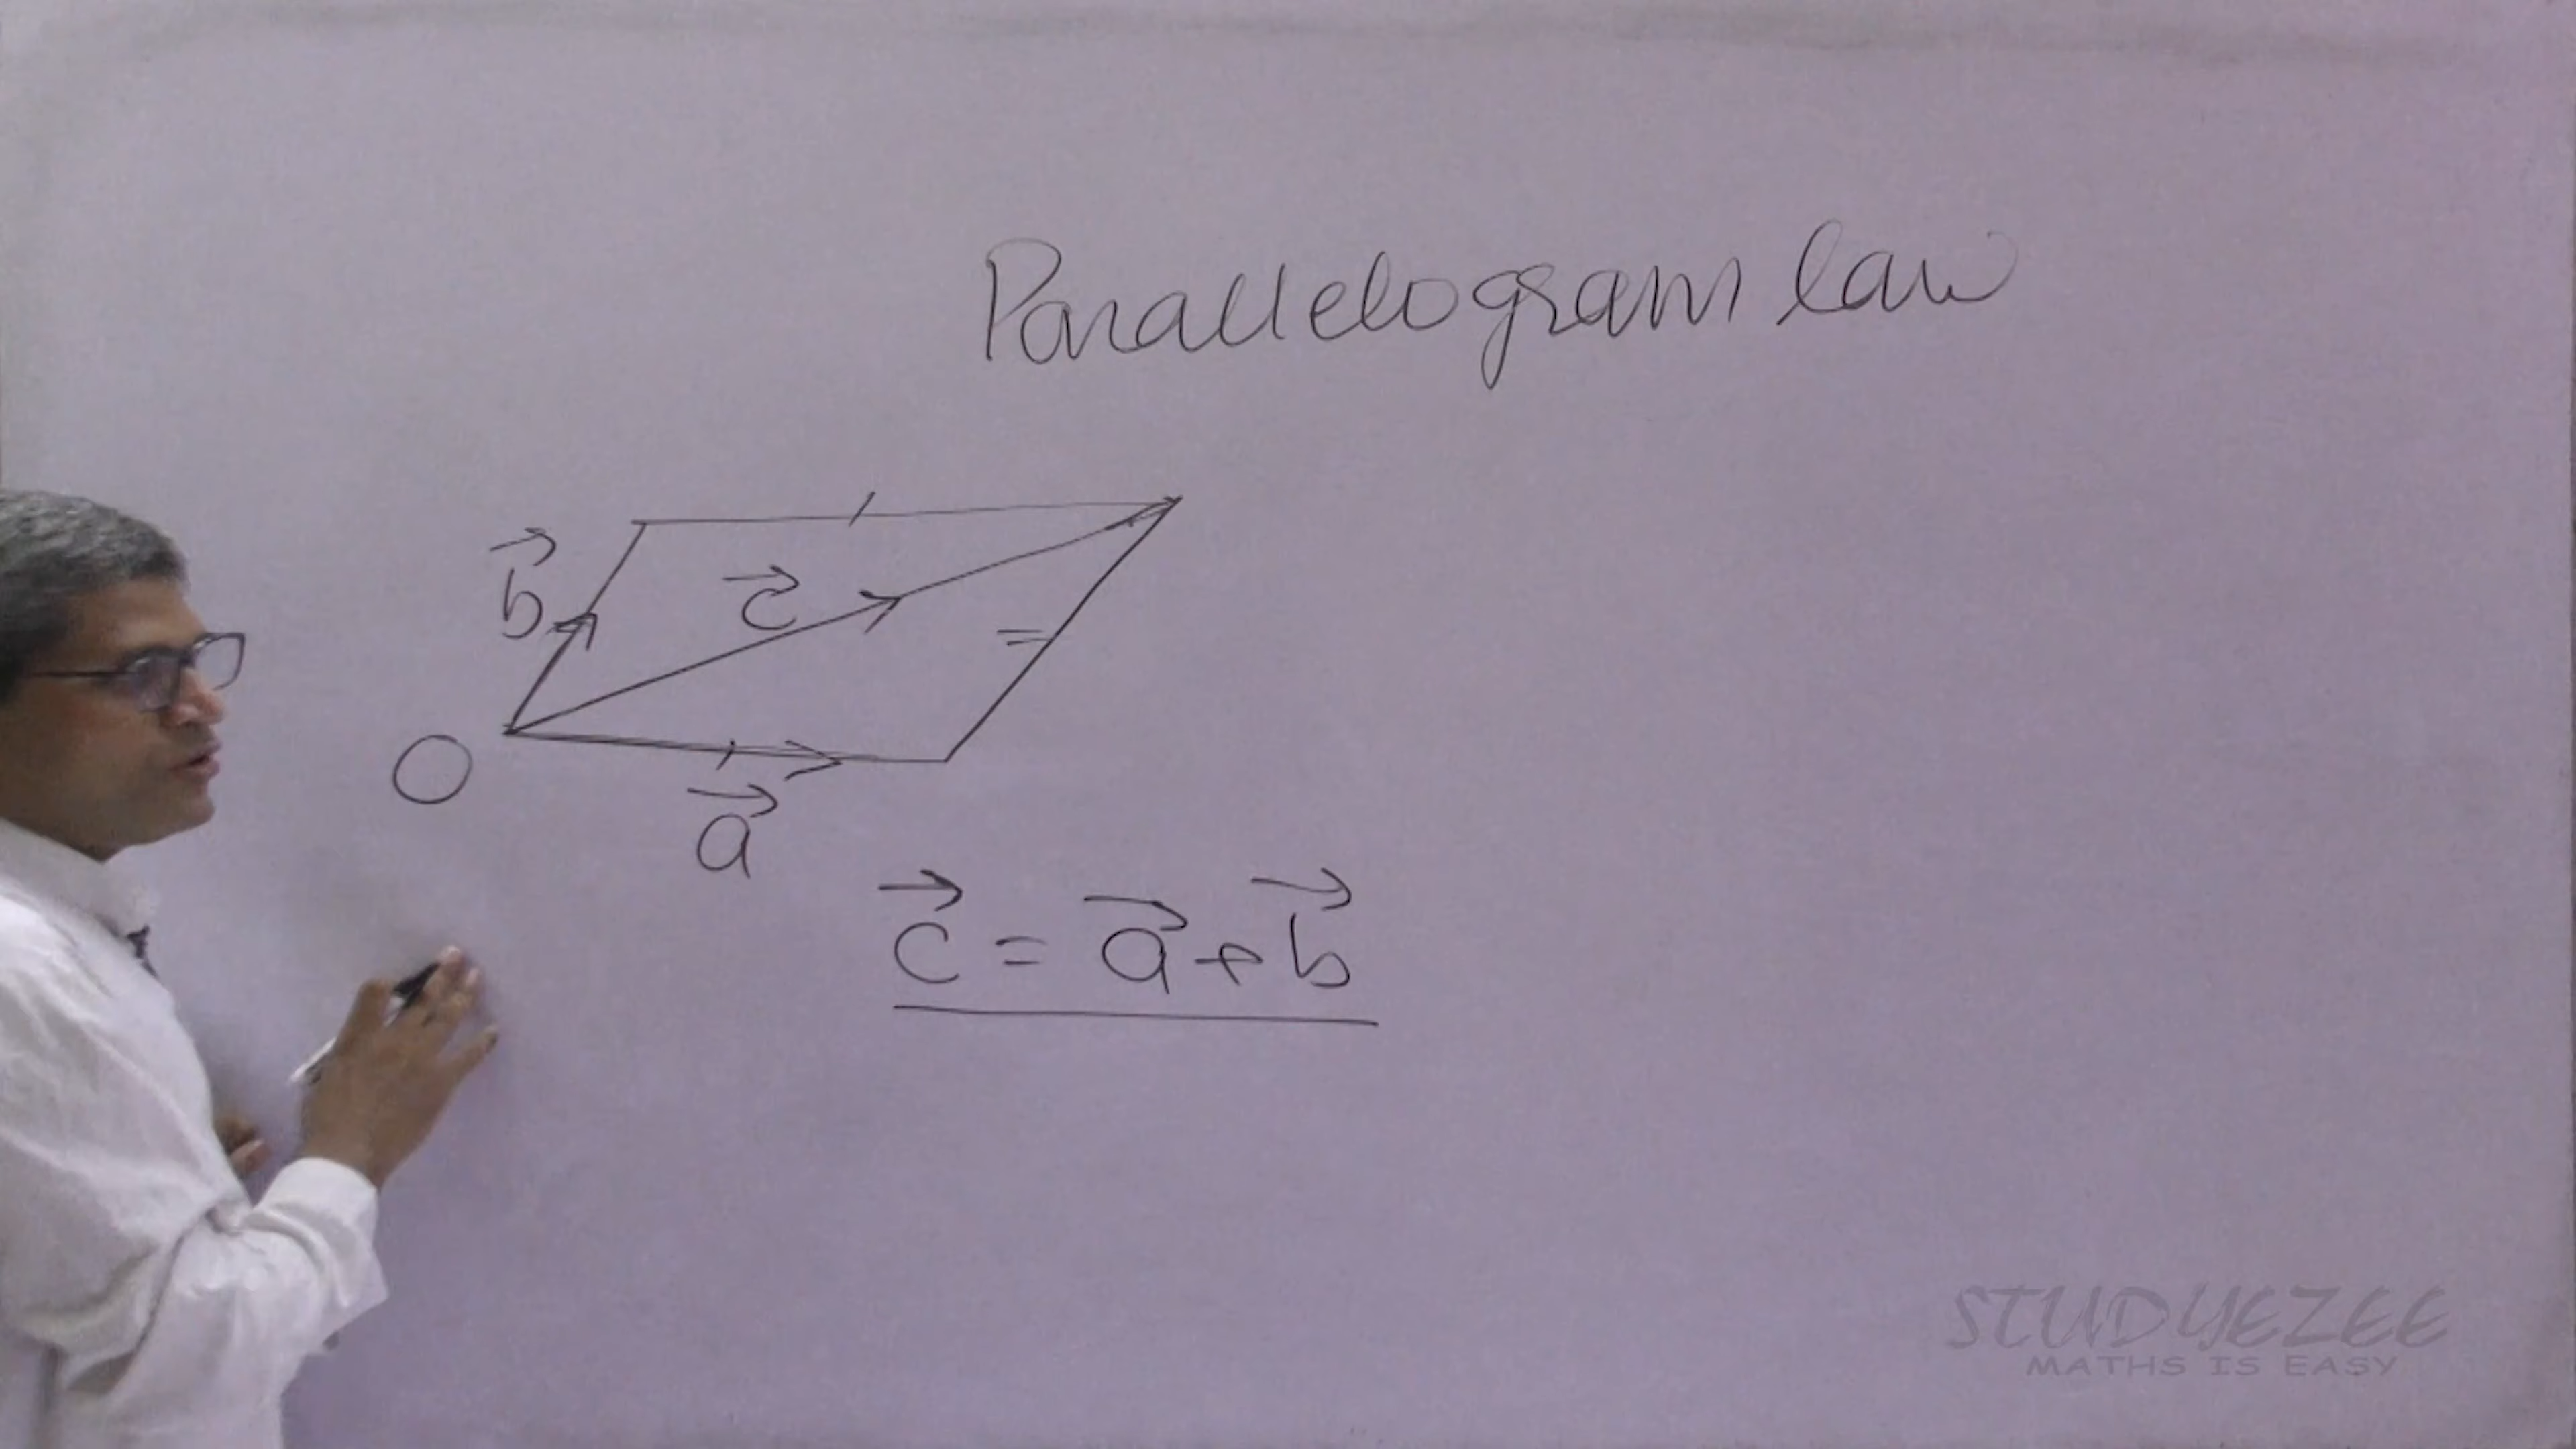 Parallelogram law
b⃗
c⃗
O
a⃗
c⃗ = a⃗ + b⃗
STUDYEZEE
MATHS IS EASY